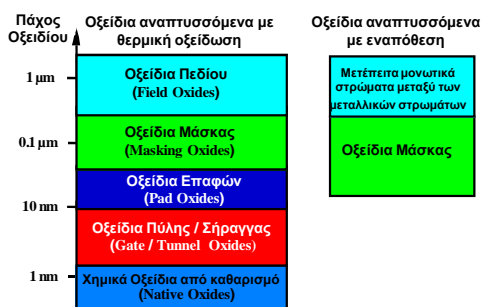 Πάχος
Οξειδίου
Οξείδια αναπτυσσόμενα με
θερμική οξείδωση
Οξείδια αναπτυσσόμενα
με εναπόθεση
1 μm
Οξείδια Πεδίου
(Field Oxides)
Μετέπειτα μονωτικά
στρώματα μεταξύ των
μεταλλικών στρωμάτων
0.1 μm
Οξείδια Μάσκας
(Masking Oxides)
Οξείδια Μάσκας
Οξείδια Επαφών
(Pad Oxides)
10 nm
Οξείδια Πύλης / Σήραγγας
(Gate / Tunnel Oxides)
1 nm
Χημικά Οξείδια από καθαρισμό
(Native Oxides)